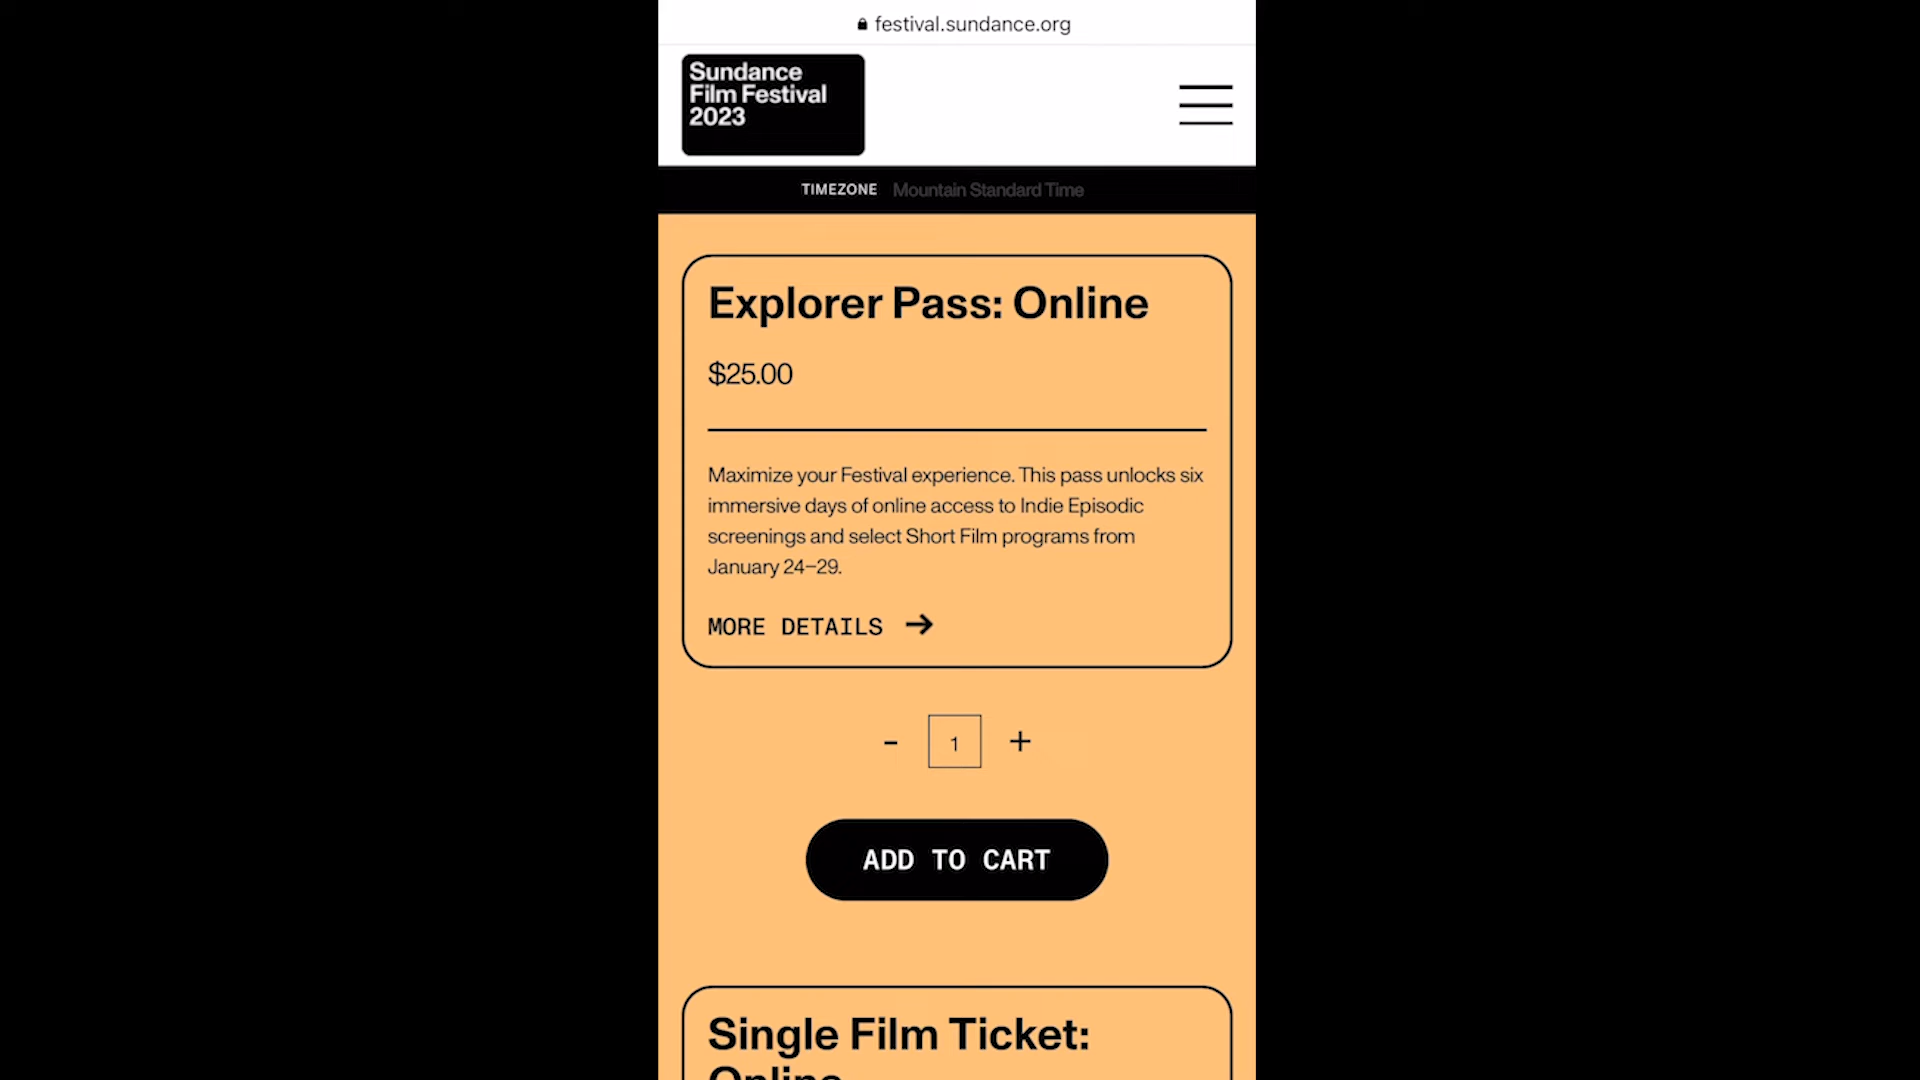 festival.sundance.org
Sundance
Film Festival
2023
TIMEZONE Mountain Standard Time
Explorer Pass: Online
$25.00
Maximize your Festival experience. This pass unlocks six
immersive days of online access to Indie Episodic
screenings and select Short Film programs from
January 24–29.
MORE DETAILS →
- 1 +
ADD TO CART
Single Film Ticket:
Online